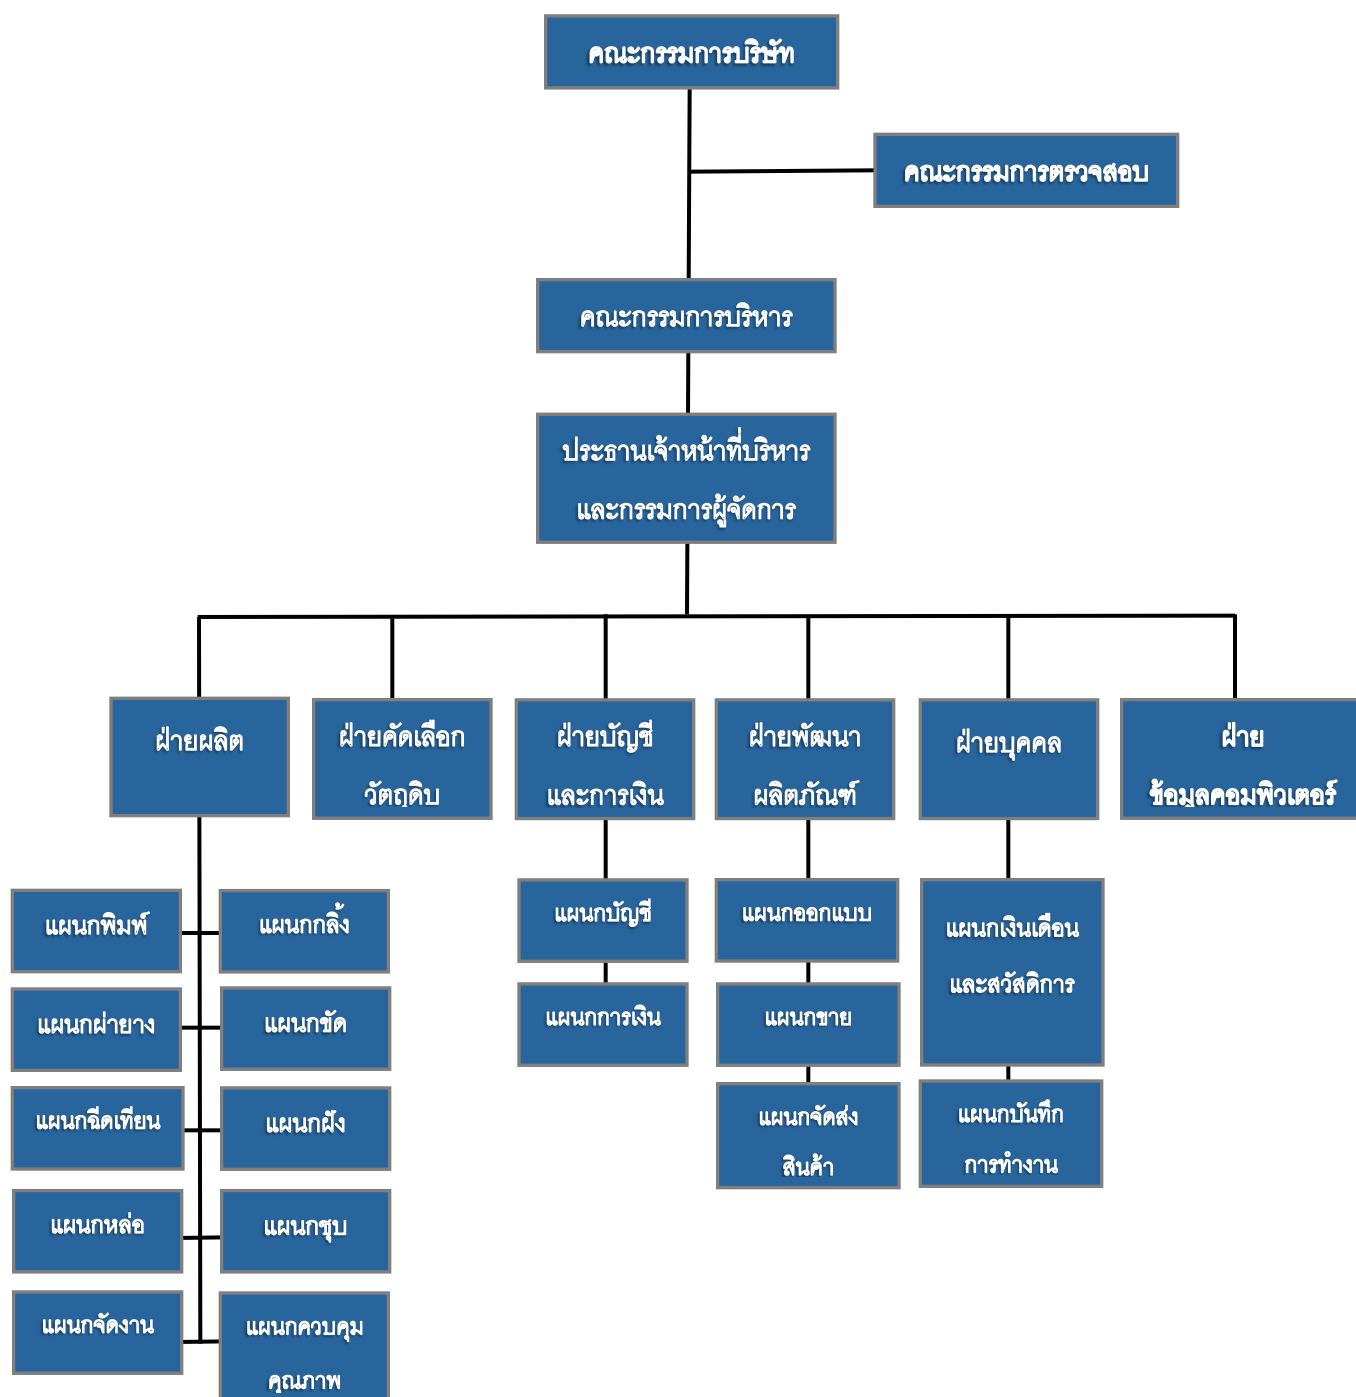 คณะกรรมการบริษัท
คณะกรรมการตรวจสอบ
คณะกรรมการบริหาร
ประธานเจ้าหน้าที่บริหาร
และกรรมการผู้จัดการ
ฝ่ายผลิต
ฝ่ายคัดเลือก
วัตถุดิบ
ฝ่ายบัญชี
และการเงิน
ฝ่ายพัฒนา
ผลิตภัณฑ์
ฝ่ายบุคคล
ฝ่าย
ข้อมูลคอมพิวเตอร์
แผนกพิมพ์
แผนกกลิ้ง
แผนกผ่ายาง
แผนกขัด
แผนกฉีดเทียน
แผนกฝัง
แผนกหล่อ
แผนกชุบ
แผนกจัดงาน
แผนกควบคุม
คุณภาพ
แผนกบัญชี
แผนกการเงิน
แผนกออกแบบ
แผนกขาย
แผนกจัดส่ง
สินค้า
แผนกเงินเดือน
และสวัสดิการ
แผนกบันทึก
การทำงาน